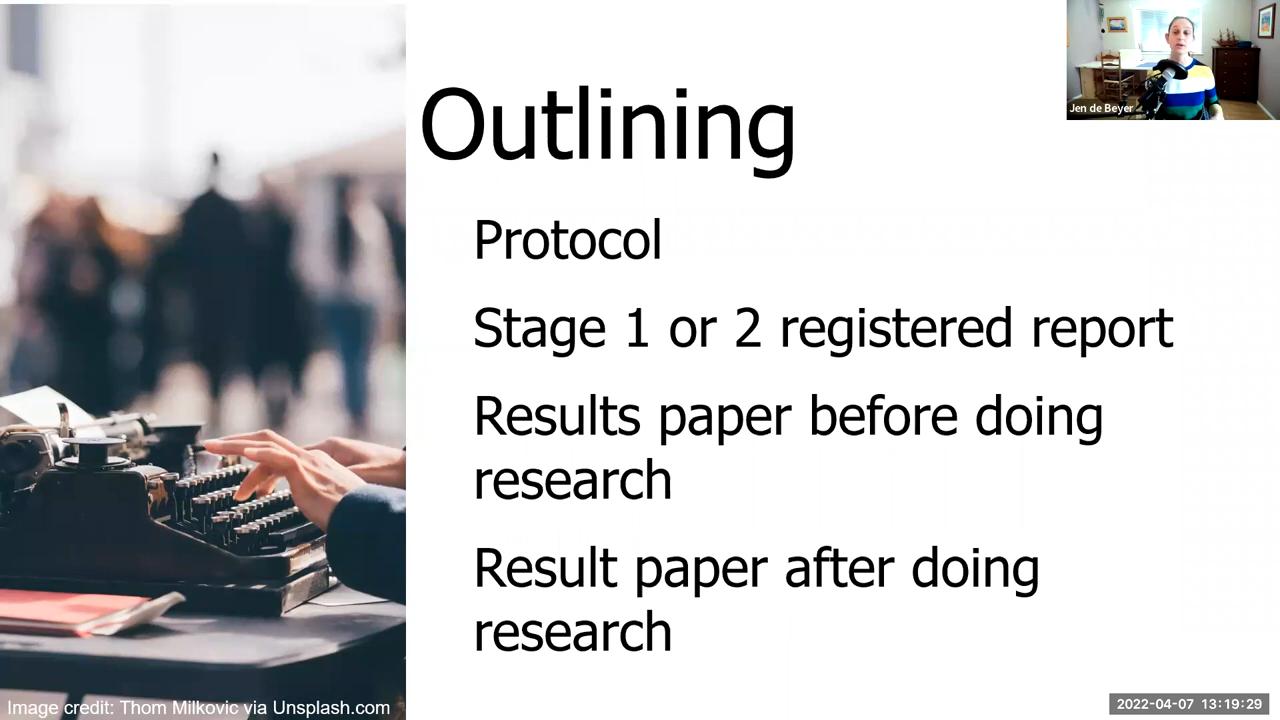 Jen de Beyer
Outlining
Protocol
Stage 1 or 2 registered report
Results paper before doing
research
Result paper after doing
research
Image credit: Thom Milkovic via Unsplash.com
2022-04-07 13:19:29